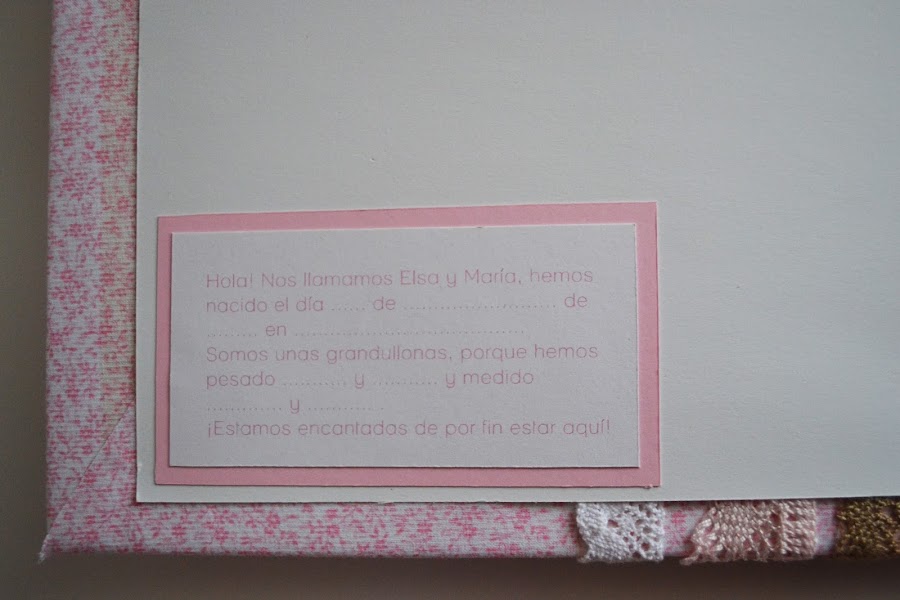 Hola! Nos llamamos Elsa y María, hemos
nacido el día ...... de .......................... de
......... en .......................................
Somos unas grandullonas, porque hemos
pesado ........... y ........... y medido
............. y ........... .
¡Estamos encantadas de por fin estar aquí!